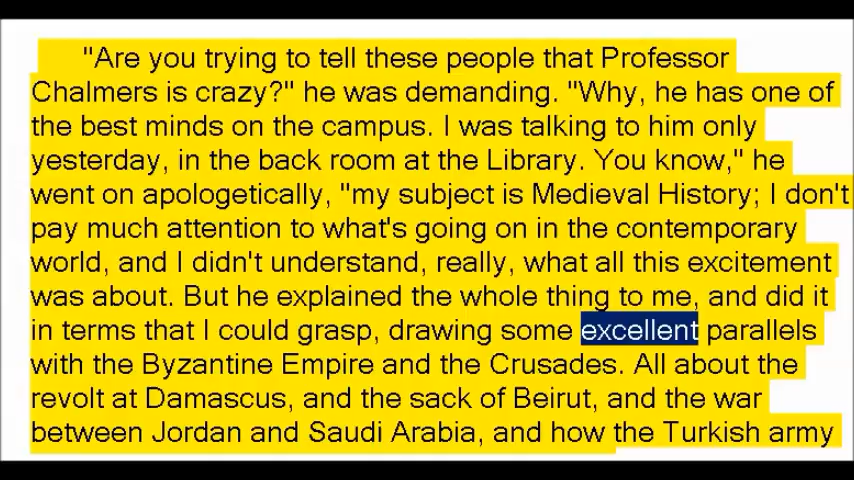 "Are you trying to tell these people that Professor
Chalmers is crazy?" he was demanding. "Why, he has one of
the best minds on the campus. I was talking to him only
yesterday, in the back room at the Library. You know," he
went on apologetically, "my subject is Medieval History; I don't
pay much attention to what's going on in the contemporary
world, and I didn't understand, really, what all this excitement
was about. But he explained the whole thing to me, and did it
in terms that I could grasp, drawing some excellent parallels
with the Byzantine Empire and the Crusades. All about the
revolt at Damascus, and the sack of Beirut, and the war
between Jordan and Saudi Arabia, and how the Turkish army